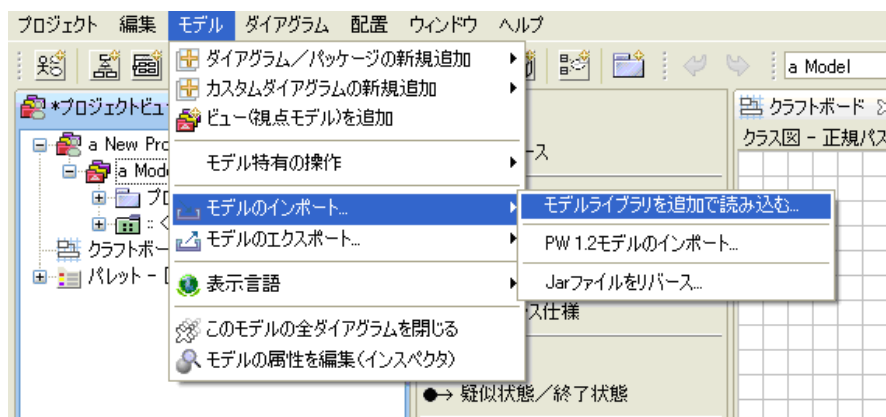 プロジェクト 編集 モデル ダイアグラム 配置 ウィンドウ ヘルプ
a Model
*プロジェクトビュ
a New Pro
a Mode
プロ
:: <
クラフトボー
パレット - [
ダイアグラム／パッケージの新規追加
カスタムダイアグラムの新規追加
ビュー(視点モデル)を追加
モデル特有の操作
モデルのインポート...
モデルのエクスポート...
表示言語
このモデルの全ダイアグラムを閉じる
モデルの属性を編集(インスペクタ)
モデルライブラリを追加で読み込む...
PW 1.2モデルのインポート...
Jarファイルをリバース...
ース
ス仕様
疑似状態／終了状態
クラフトボード
クラス図 - 正規パス